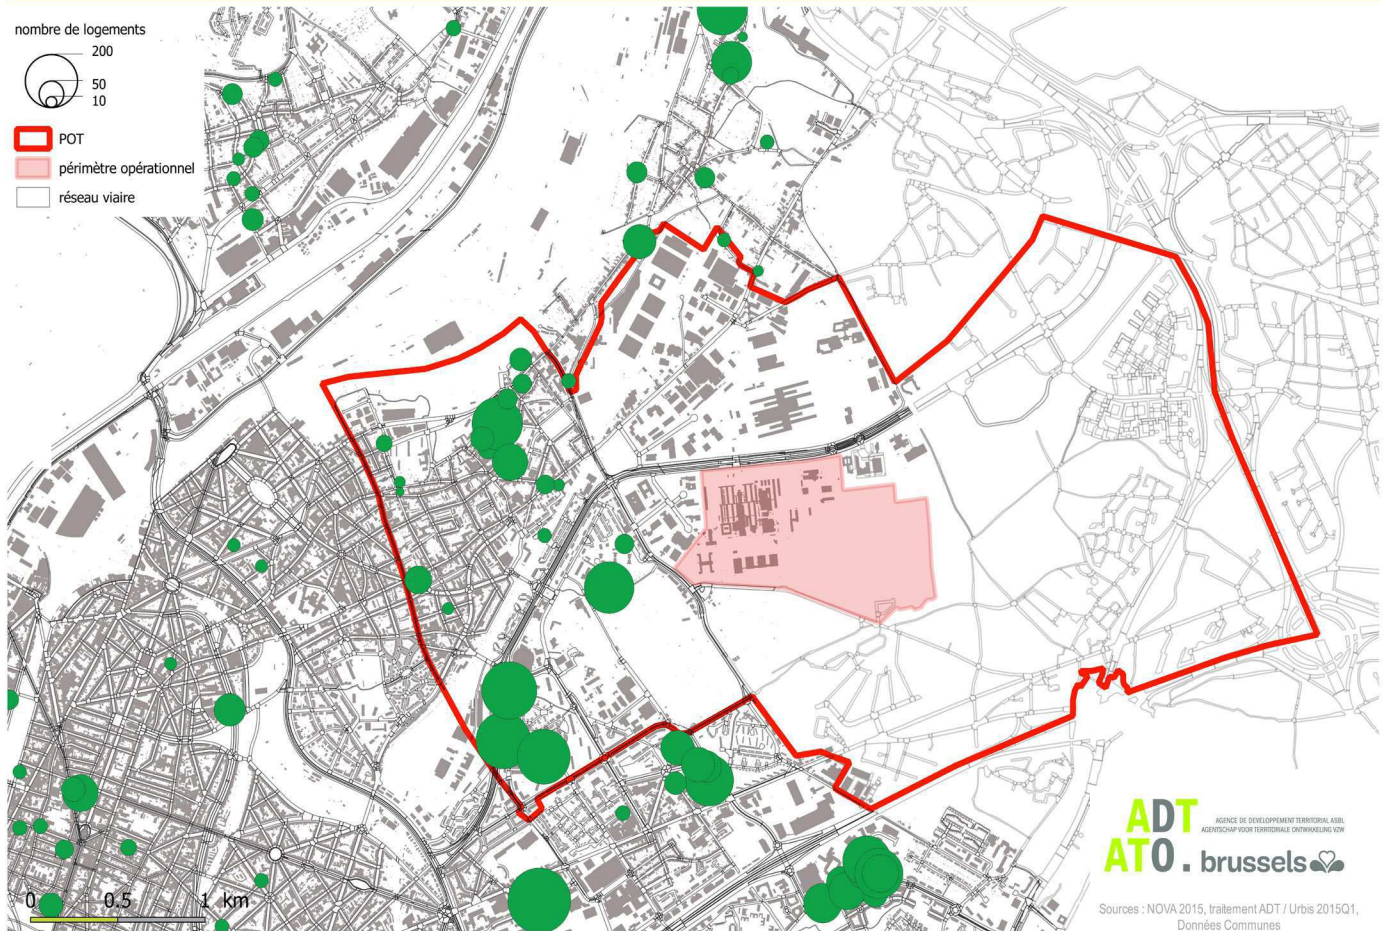 nombre de logements
200
50
10
POT
périmètre opérationnel
réseau viaire
0 0.5 1 km
ADT
ATO. brussels
AGENCE DE DEVELOPPEMENT TERRITORIAL ASBL
AGENTSCHAP VOOR TERRITORIALE ONTWIKKELING VZW
Sources : NOVA 2015, traitement ADT / Urbis 2015Q1,
Données Communes